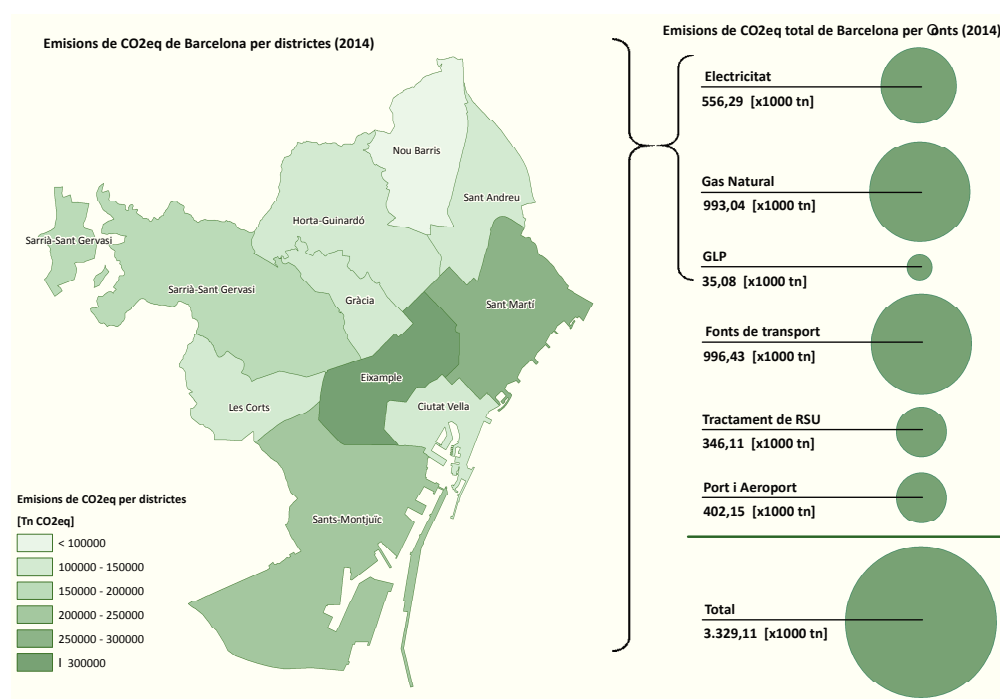 Emisions de CO2eq de Barcelona per districtes (2014)
Nou Barris
Sant Andreu
Horta-Guinardó
Sarrià-Sant Gervasi
Sarrià-Sant Gervasi
Gràcia
Sant Martí
Eixample
Les Corts
Ciutat Vella
Sants-Montjuïc
Emisions de CO2eq per districtes
[Tn CO2eq]
< 100000
100000 - 150000
150000 - 200000
200000 - 250000
250000 - 300000
300000
Emisions de CO2eq total de Barcelona per (2014)
Electricitat
556,29 [x1000 tn]
Gas Natural
993,04 [x1000 tn]
GLP
35,08 [x1000 tn]
Fonts de transport
996,43 [x1000 tn]
Tractament de RSU
346,11 [x1000 tn]
Port i Aeroport
402,15 [x1000 tn]
Total
3.329,11 [x1000 tn]